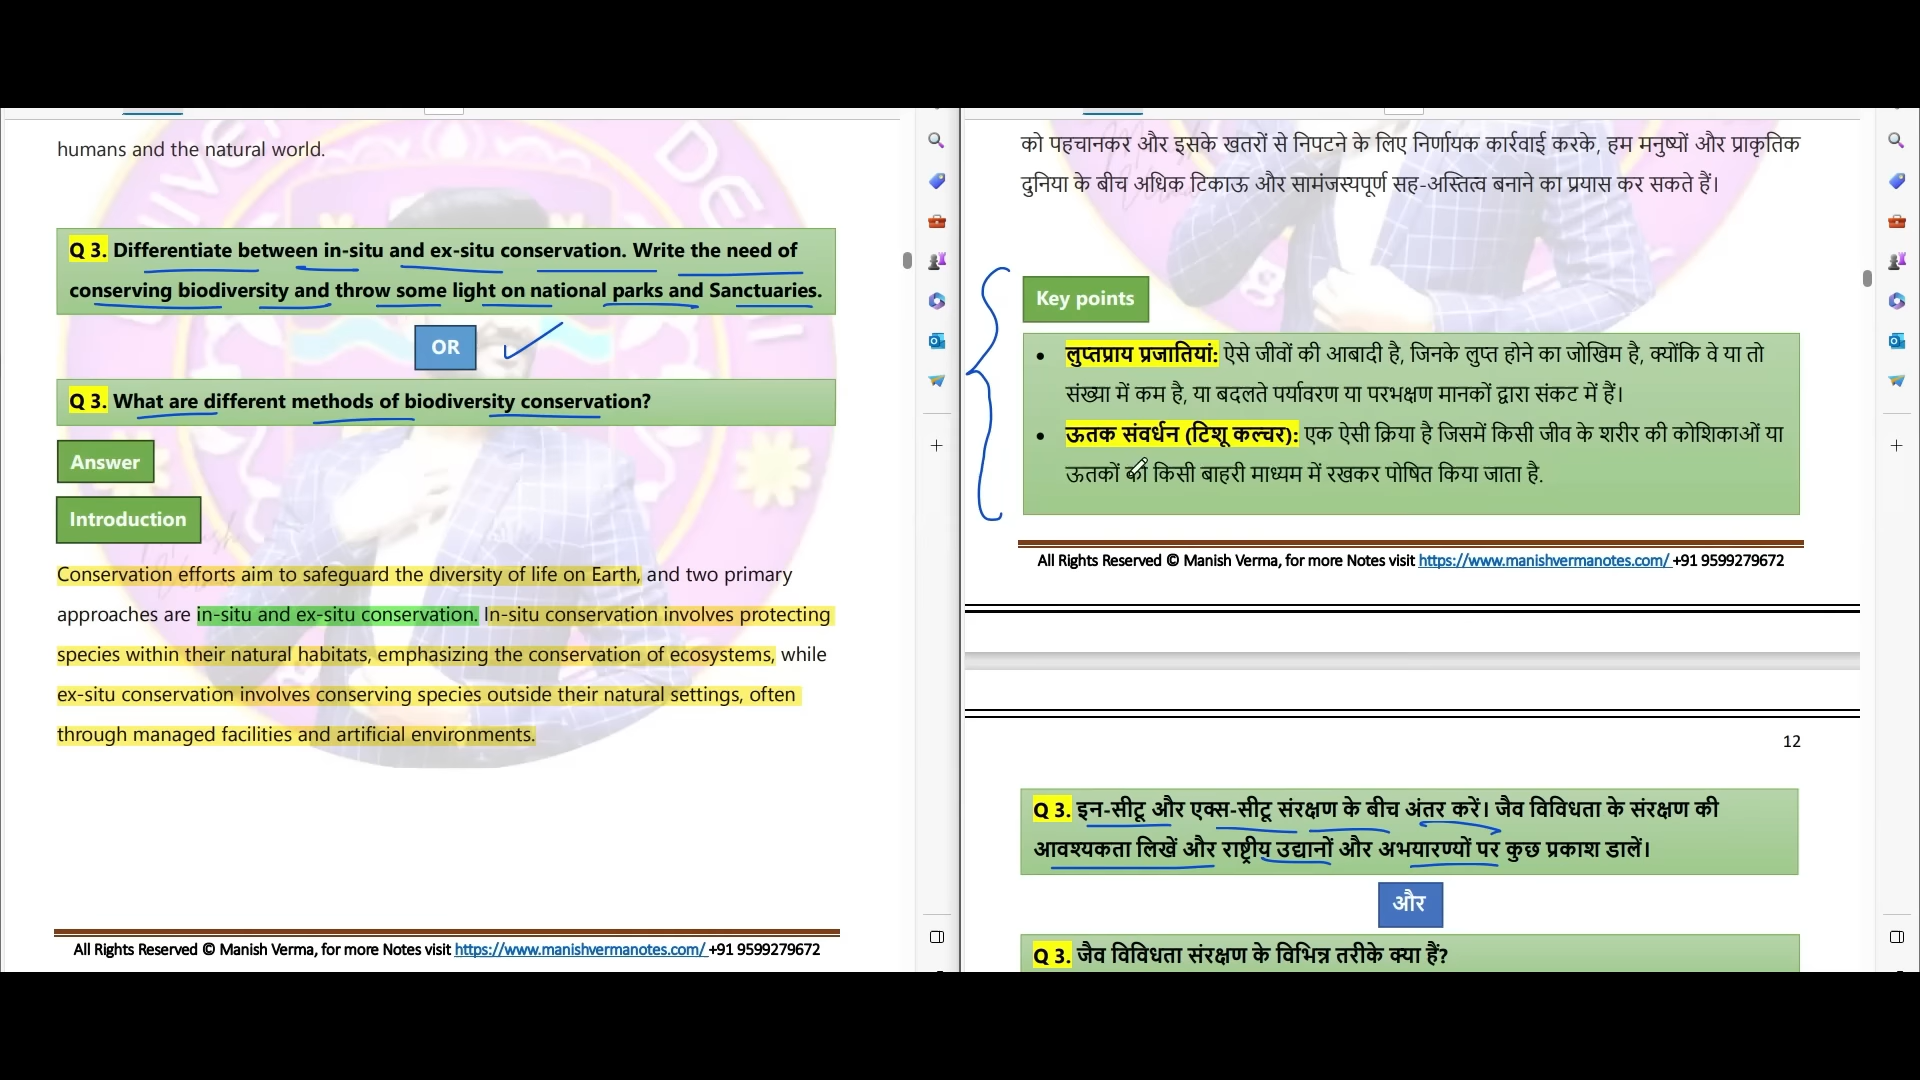 humans and the natural world.
Q 3. Differentiate between in-situ and ex-situ conservation. Write the need of
conserving biodiversity and throw some light on national parks and Sanctuaries.
OR
Q 3. What are different methods of biodiversity conservation?
Answer
Introduction
Conservation efforts aim to safeguard the diversity of life on Earth, and two primary
approaches are in-situ and ex-situ conservation. In-situ conservation involves protecting
species within their natural habitats, emphasizing the conservation of ecosystems, while
ex-situ conservation involves conserving species outside their natural settings, often
through managed facilities and artificial environments.
All Rights Reserved © Manish Verma, for more Notes visit https://www.manishvermanotes.com/ +91 9599279672
को पहचानकर और इसके खतरों से निपटने के लिए निर्णायक कार्रवाई करके, हम मनुष्यों और प्राकृतिक
दुनिया के बीच अधिक टिकाऊ और सामंजस्यपूर्ण सह-अस्तित्व बनाने का प्रयास कर सकते हैं।
Key points
• लुप्तप्राय प्रजातियां: ऐसे जीवों की आबादी है, जिनके लुप्त होने का जोखिम है, क्योंकि वे या तो
संख्या में कम है, या बदलते पर्यावरण या परभक्षण मानकों द्वारा संकट में हैं।
• ऊतक संवर्धन (टिशू कल्चर): एक ऐसी क्रिया है जिसमें किसी जीव के शरीर की कोशिकाओं या
ऊतकों को किसी बाहरी माध्यम में रखकर पोषित किया जाता है.
All Rights Reserved © Manish Verma, for more Notes visit https://www.manishvermanotes.com/ +91 9599279672
12
Q 3. इन-सीटू और एक्स-सीटू संरक्षण के बीच अंतर करें। जैव विविधता के संरक्षण की
आवश्यकता लिखें और राष्ट्रीय उद्यानों और अभयारण्यों पर कुछ प्रकाश डालें।
और
Q 3. जैव विविधता संरक्षण के विभिन्न तरीके क्या हैं?